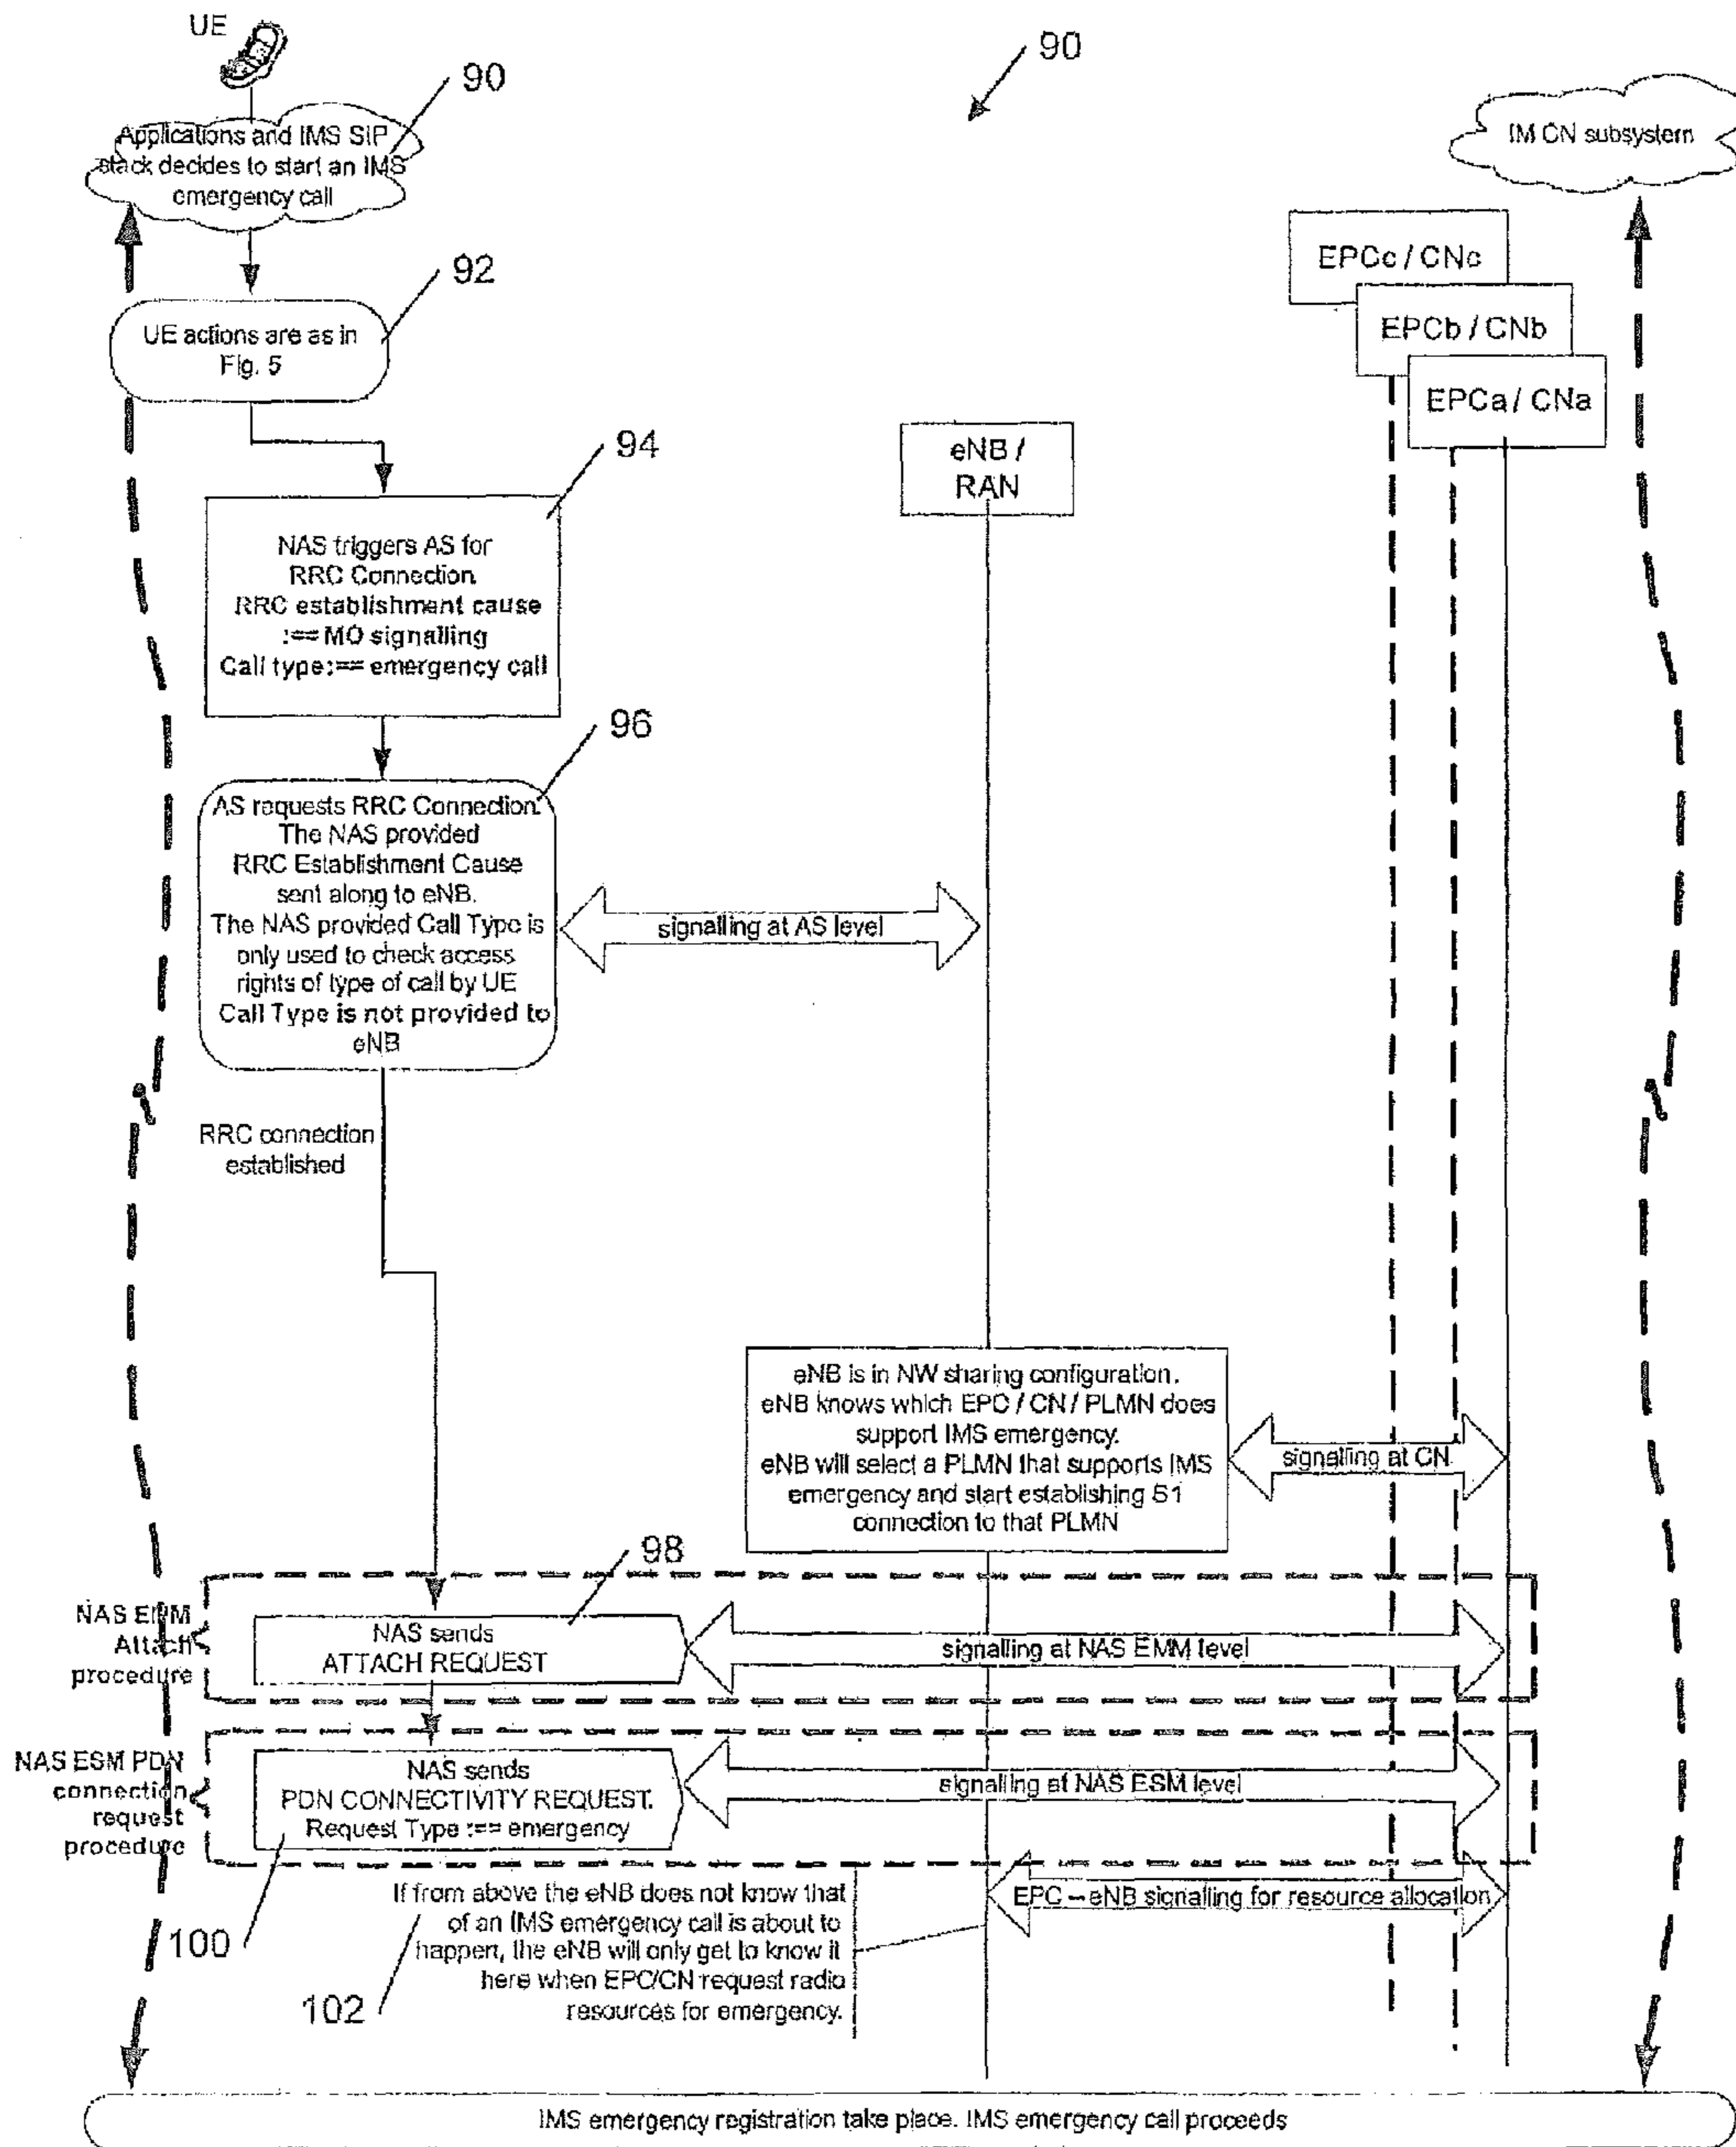 UE
90
90
Applications and IMS SIP
stack decides to start an IMS
emergency call
IM CN subsystem
EPCc / CNc
EPCb / CNb
EPCa / CNa
92
UE actions are as in
Fig. 5
eNB /
RAN
94
NAS triggers AS for
RRC Connection.
RRC establishment cause
:== MO signalling
Call type:== emergency call
96
AS requests RRC Connection.
The NAS provided
RRC Establishment Cause
sent along to eNB.
The NAS provided Call Type is
only used to check access
rights of type of call by UE
Call Type is not provided to
eNB
signalling at AS level
RRC connection
established
eNB is in NW sharing configuration.
eNB knows which EPC / CN / PLMN does
support IMS emergency.
eNB will select a PLMN that supports IMS
emergency and start establishing S1
connection to that PLMN
signalling at CN
98
NAS EMM
Attach
procedure
NAS sends
ATTACH REQUEST
signalling at NAS EMM level
NAS ESM PDN
connection
request
procedure
NAS sends
PDN CONNECTIVITY REQUEST.
Request Type :== emergency
signalling at NAS ESM level
100
If from above the eNB does not know that
of an IMS emergency call is about to
happen, the eNB will only get to know it
here when EPC/CN request radio
resources for emergency.
102
EPC – eNB signalling for resource allocation
IMS emergency registration take place. IMS emergency call proceeds